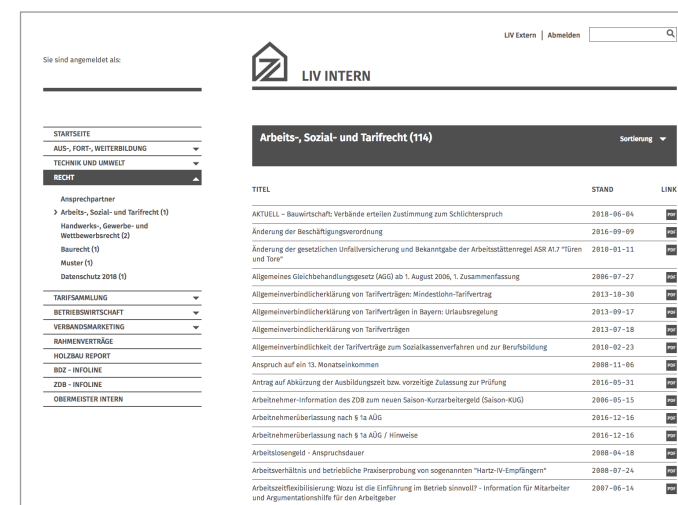 LIV Extern | Abmelden
Sie sind angemeldet als:
LIV INTERN
STARTSEITE
AUS-, FORT-, WEITERBILDUNG
TECHNIK UND UMWELT
RECHT
Ansprechpartner
Arbeits-, Sozial- und Tarifrecht (1)
Handwerks-, Gewerbe- und
Wettbewerbsrecht (2)
Baurecht (1)
Muster (1)
Datenschutz 2018 (1)
TARIFSAMMLUNG
BETRIEBSWIRTSCHAFT
VERBANDSMARKETING
RAHMENVERTRÄGE
HOLZBAU REPORT
BDZ - INFOLINE
ZDB - INFOLINE
OBERMEISTER INTERN
Arbeits-, Sozial- und Tarifrecht (114) Sortierung
TITEL STAND LINK
AKTUELL – Bauwirtschaft: Verbände erteilen Zustimmung zum Schlichterspruch 2018-06-04 PDF
Änderung der Beschäftigungsverordnung 2016-09-09 PDF
Änderung der gesetzlichen Unfallversicherung und Bekanntgabe der Arbeitsstättenregel ASR A1.7 "Türen 2010-01-11 PDF
und Tore"
Allgemeines Gleichbehandlungsgesetz (AGG) ab 1. August 2006, 1. Zusammenfassung 2006-07-27 PDF
Allgemeinverbindlicherklärung von Tarifverträgen: Mindestlohn-Tarifvertrag 2013-10-30 PDF
Allgemeinverbindlicherklärung von Tarifverträgen in Bayern: Urlaubsregelung 2013-09-17 PDF
Allgemeinverbindlicherklärung von Tarifverträgen 2013-07-18 PDF
Allgemeinverbindlichkeit der Tarifverträge zum Sozialkassenverfahren und zur Berufsbildung 2010-02-23 PDF
Anspruch auf ein 13. Monatseinkommen 2008-11-06 PDF
Antrag auf Abkürzung der Ausbildungszeit bzw. vorzeitige Zulassung zur Prüfung 2016-05-31 PDF
Arbeitnehmer-Information des ZDB zum neuen Saison-Kurzarbeitergeld (Saison-KUG) 2006-05-15 PDF
Arbeitnehmerüberlassung nach § 1a AÜG 2016-12-16 PDF
Arbeitnehmerüberlassung nach § 1a AÜG / Hinweise 2016-12-16 PDF
Arbeitslosengeld - Anspruchsdauer 2008-04-18 PDF
Arbeitsverhältnis und betriebliche Praxiserprobung von sogenannten "Hartz-IV-Empfängern" 2008-07-24 PDF
Arbeitszeitflexibilisierung: Wozu ist die Einführung im Betrieb sinnvoll? - Information für Mitarbeiter 2007-06-14 PDF
und Argumentationshilfe für den Arbeitgeber